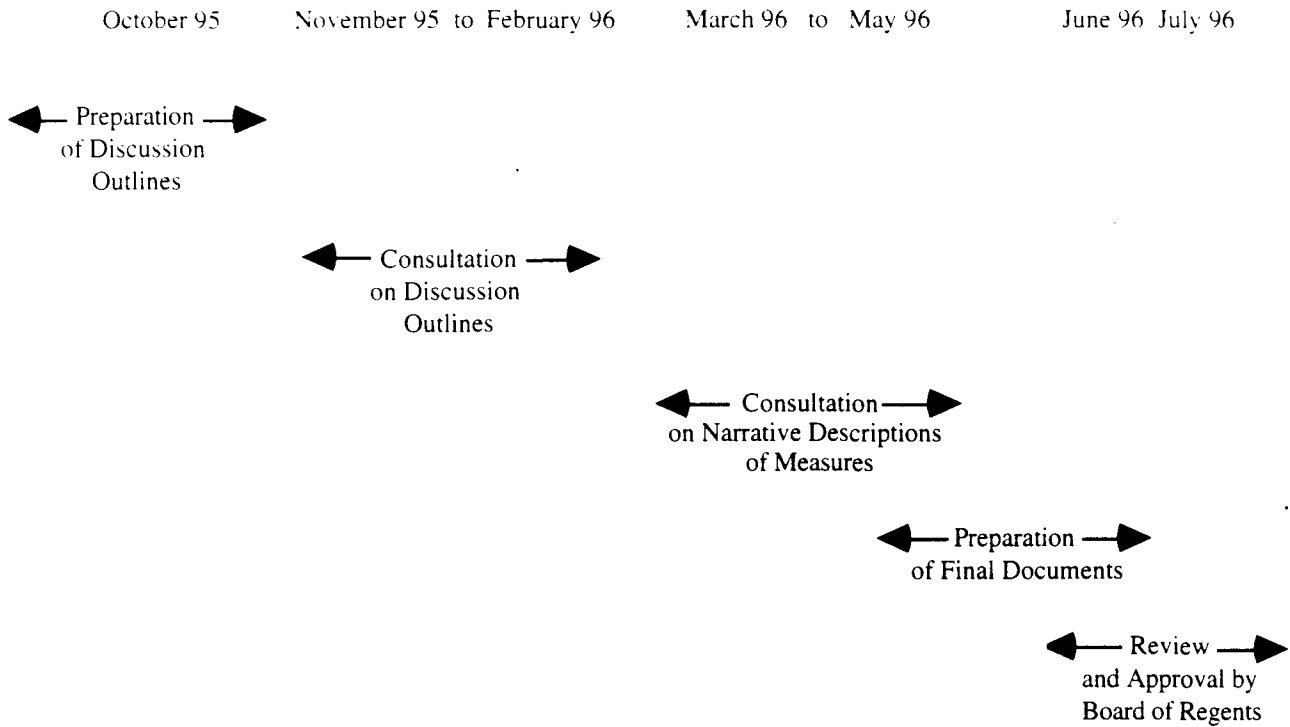 October 95 November 95 to February 96 March 96 to May 96 June 96 July 96
Preparation
of Discussion
Outlines
Consultation
on Discussion
Outlines
Consultation
on Narrative Descriptions
of Measures
Preparation
of Final Documents
Review
and Approval by
Board of Regents